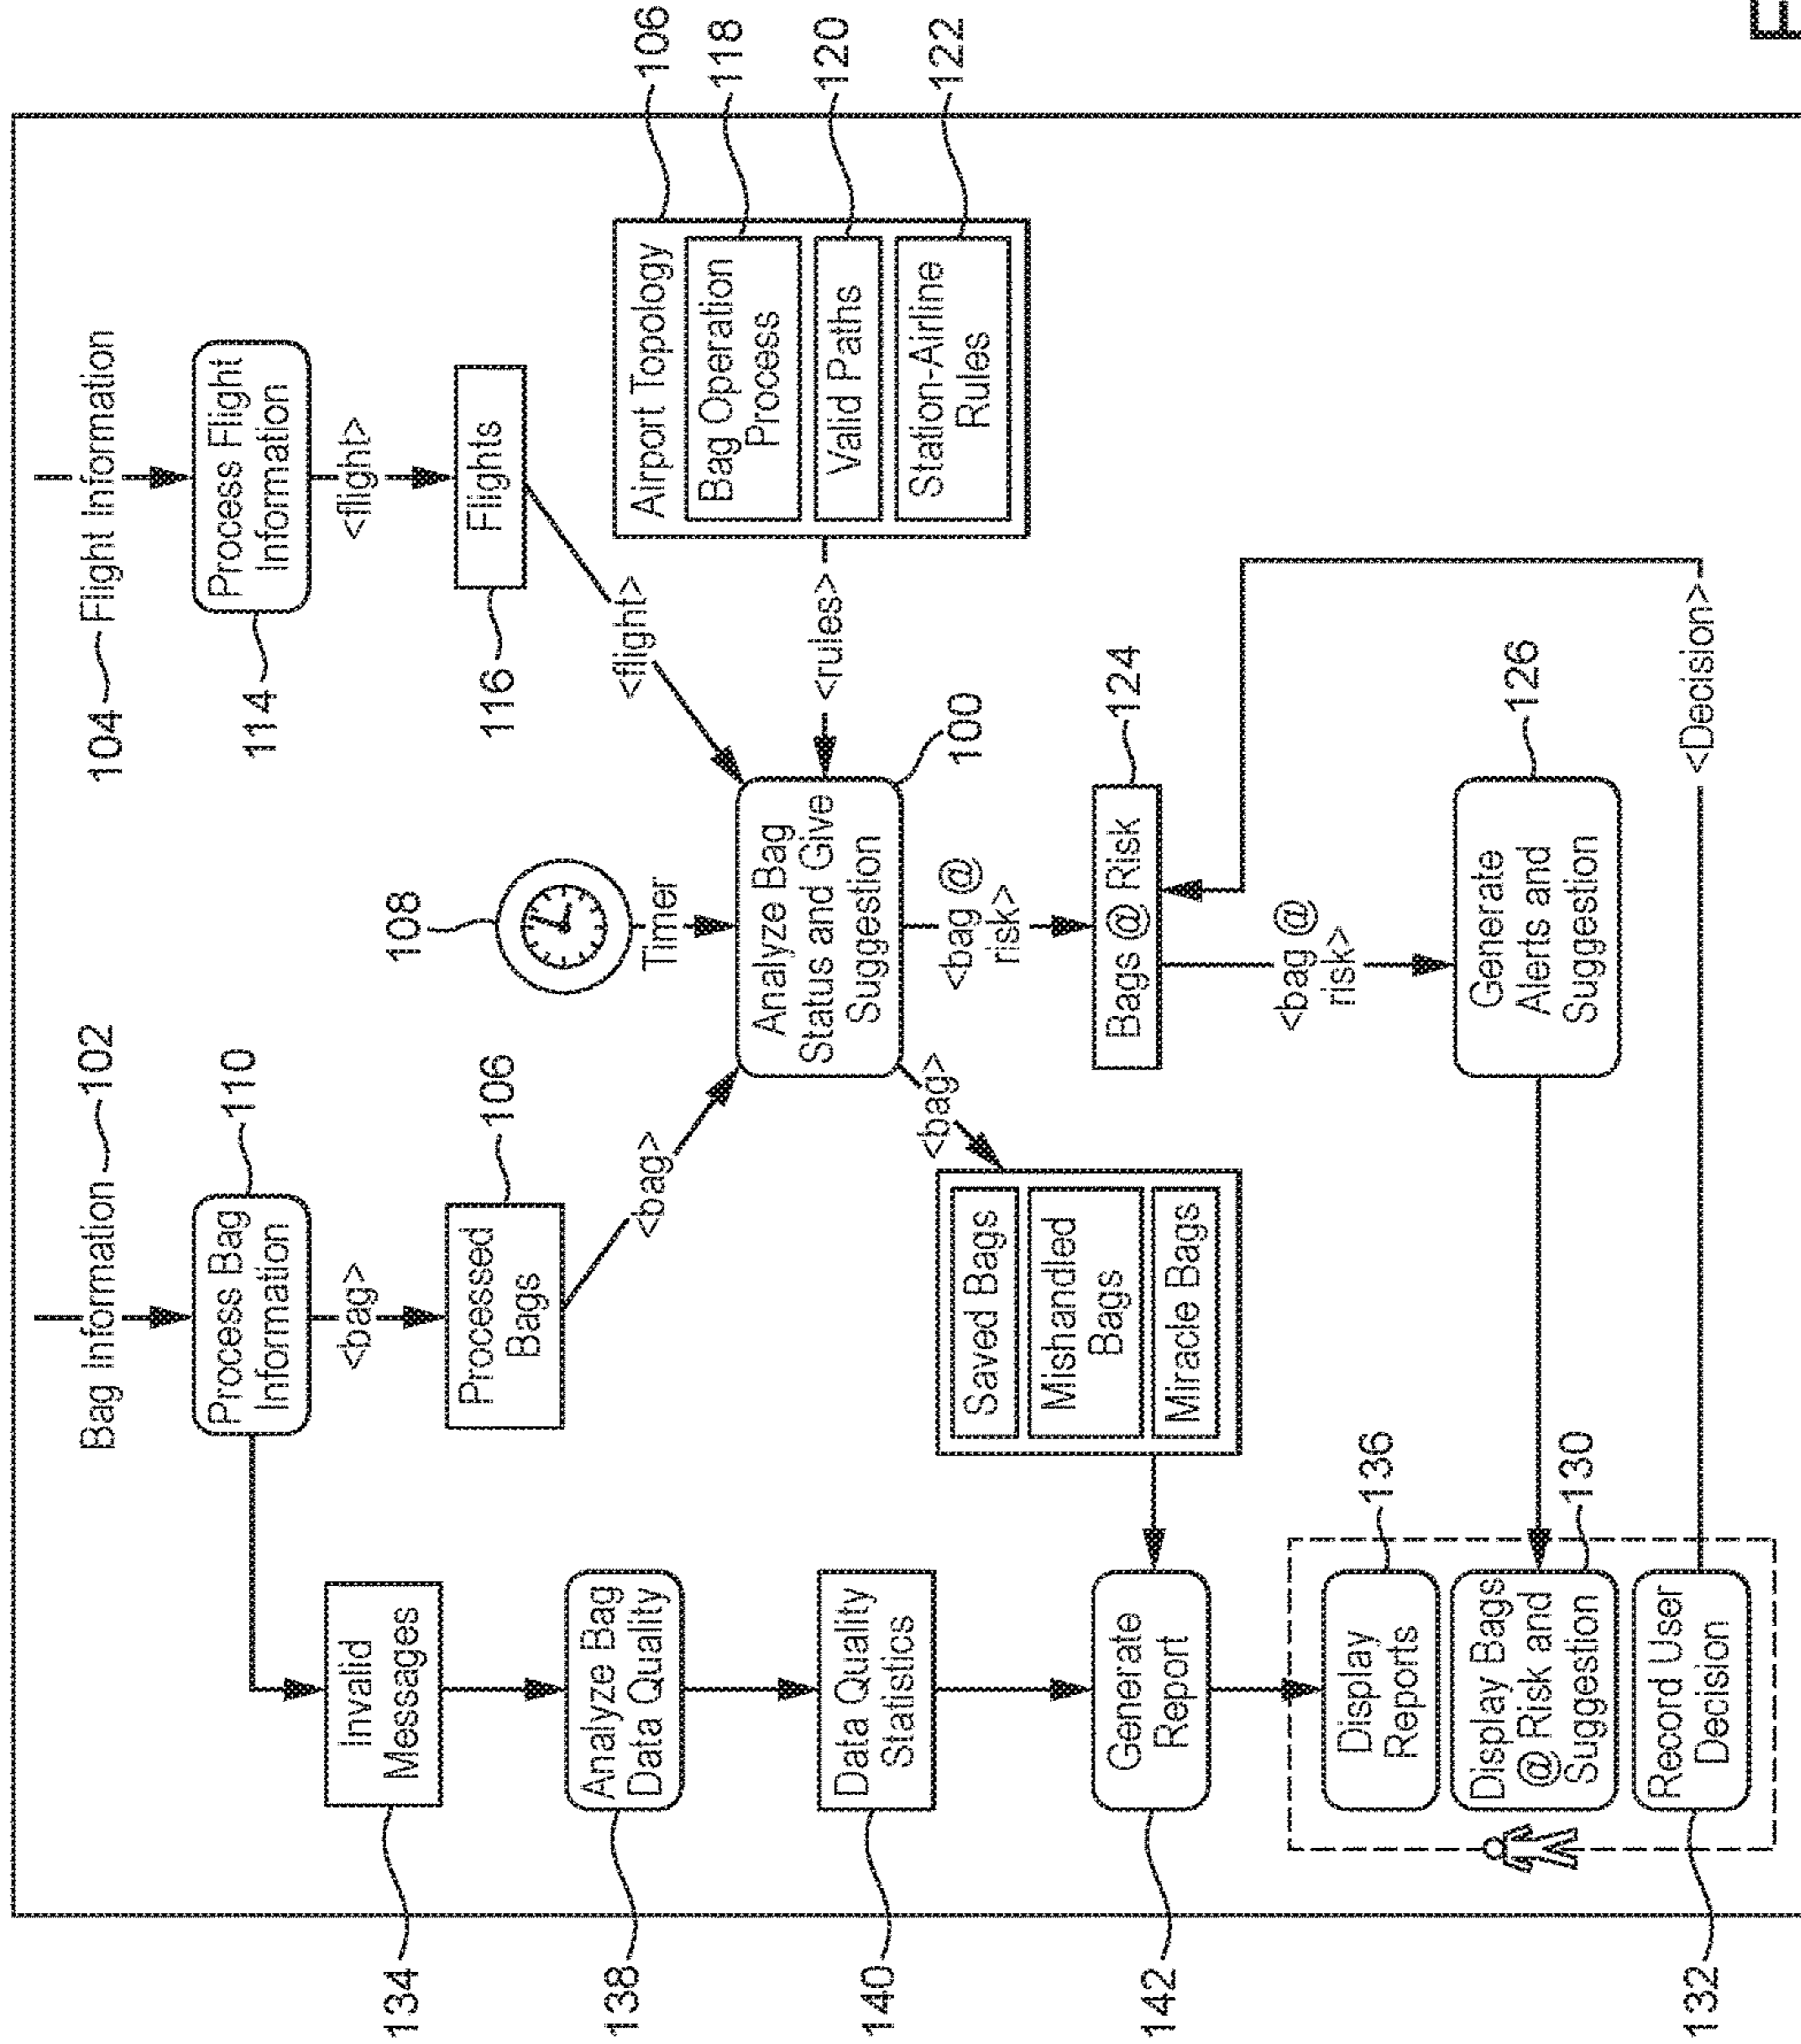 Bag Information
102
104
Flight Information
Process Bag
Information
110
114
Process Flight
Information
<bag>
<flight>
Invalid
Messages
134
Processed
Bags
106
108
Timer
116
Flights
Analyze Bag
Data Quality
138
<bag>
<flight>
Airport Topology
106
Bag Operation
Process
118
Valid Paths
120
Station-Airline
Rules
122
<rules>
Analyze Bag
Status and Give
Suggestion
100
Data Quality
Statistics
140
<bag>
<bag @
risk>
Saved Bags
Mishandled
Bags
Miracle Bags
Bags @ Risk
124
Generate
Report
142
<bag @
risk>
Display
Reports
136
Display Bags
@ Risk and
Suggestion
130
Generate
Alerts and
Suggestion
126
Record User
Decision
132
<Decision>